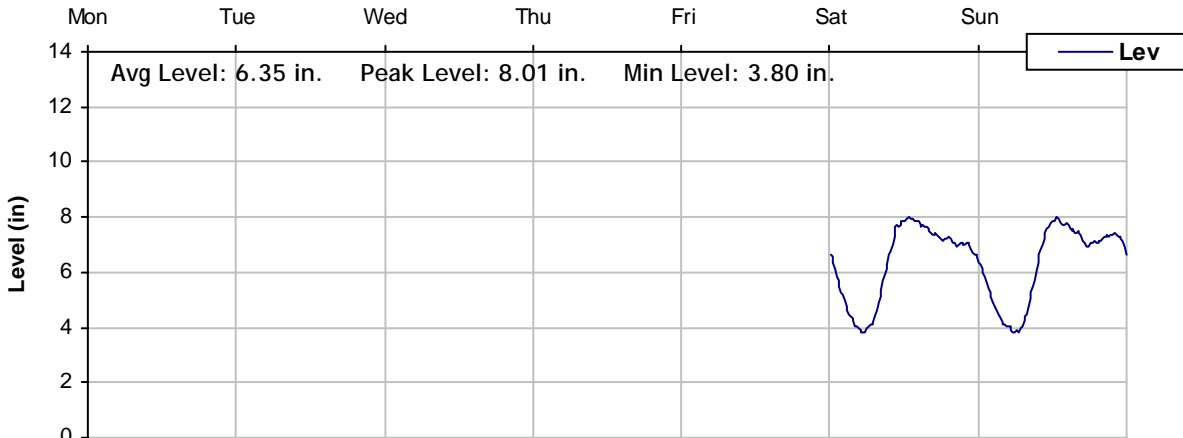 Mon Tue Wed Thu Fri Sat Sun
Lev
Avg Level: 6.35 in. Peak Level: 8.01 in. Min Level: 3.80 in.
14
12
10
8
6
4
2
0
Level (in)